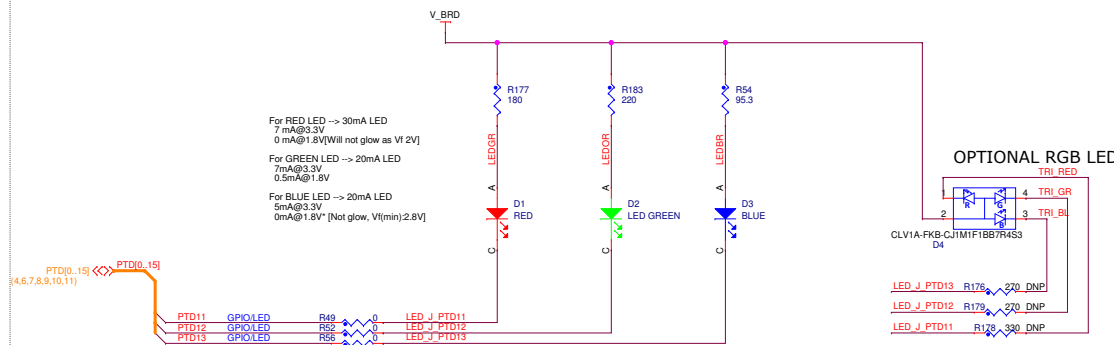 V_BRD
R177
180
R183
220
R54
95.3
For RED LED --> 30mA LED
7 mA@3.3V
0 mA@1.8V[Will not glow as Vf 2V]
For GREEN LED --> 20mA LED
7mA@3.3V
0.5mA@1.8V
For BLUE LED --> 20mA LED
5mA@3.3V
0mA@1.8V* [Not glow, Vf(min):2.8V]
LEDGR
LEDOR
LEDBR
A
A
A
D1
RED
D2
LED GREEN
D3
BLUE
C
C
C
OPTIONAL RGB LED
TRI_RED
1
R
G
4
TRI_GR
2
B
3
TRI_BL
CLV1A-FKB-CJ1M1F1BB7R4S3
D4
PTD[0..15]
PTD[0..15]
(4,6,7,8,9,10,11)
LED_J_PTD13 R176 270 DNP
LED_J_PTD12 R179 270 DNP
LED_J_PTD11 R178 330 DNP
PTD11 GPIO/LED R49 0 LED_J_PTD11
PTD12 GPIO/LED R52 0 LED_J_PTD12
PTD13 GPIO/LED R56 0 LED_J_PTD13